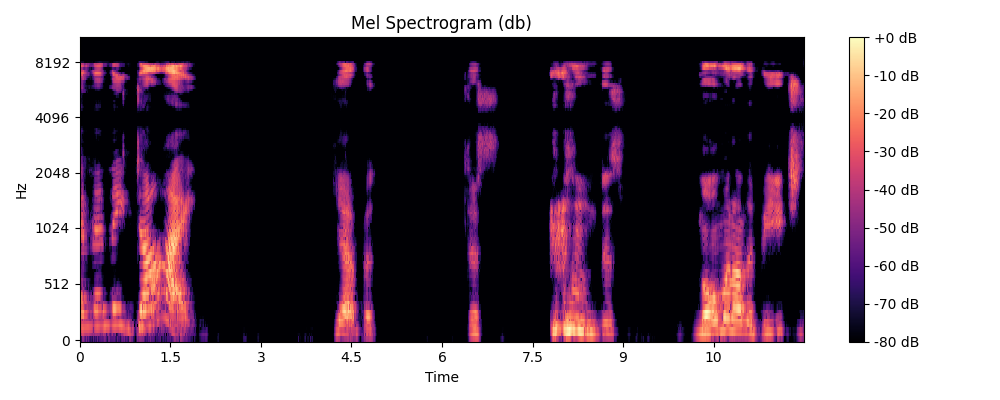 Mel Spectrogram (db)
8192
4096
2048
1024
512
0
Hz
0 1.5 3 4.5 6 7.5 9 10
Time
+0 dB
-10 dB
-20 dB
-30 dB
-40 dB
-50 dB
-60 dB
-70 dB
-80 dB